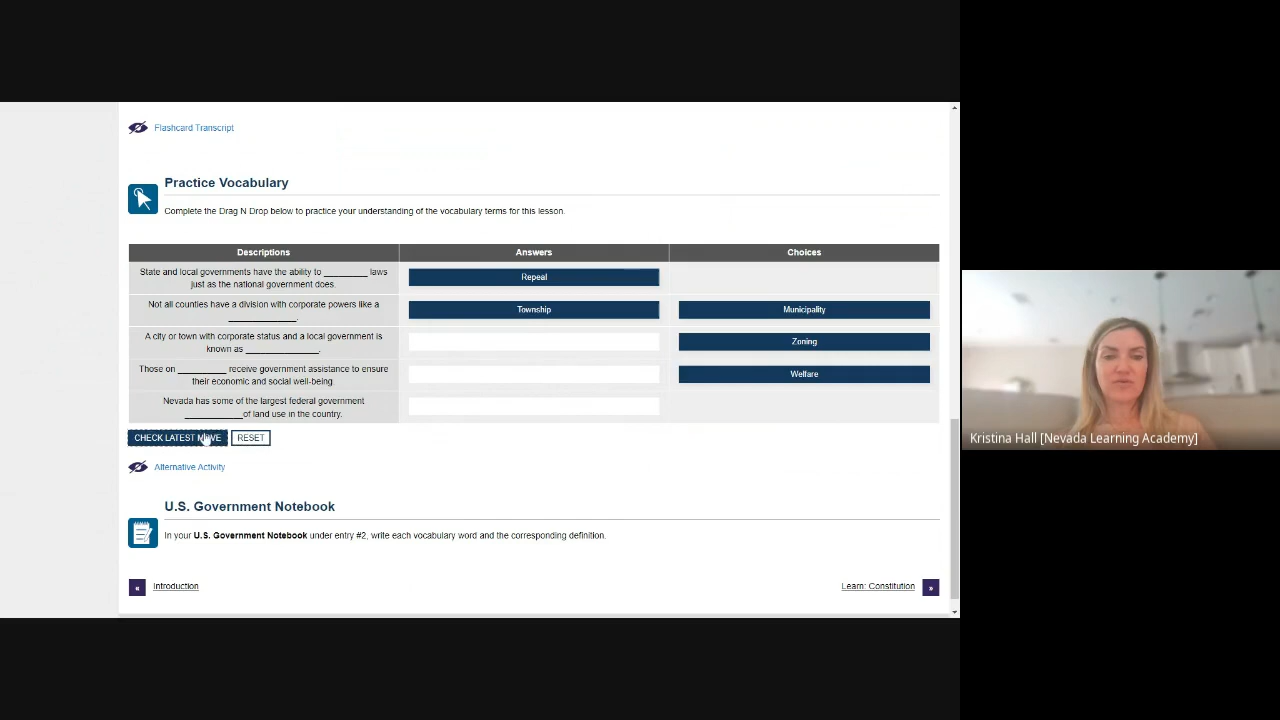 Flashcard Transcript
Practice Vocabulary
Complete the Drag N Drop below to practice your understanding of the vocabulary terms for this lesson.
Descriptions Answers Choices
State and local governments have the ability to _________ laws
just as the national government does.
Repeal
Not all counties have a division with corporate powers like a
______________.
Township Municipality
A city or town with corporate status and a local government is
known as _______________.
Zoning
Those on __________ receive government assistance to ensure
their economic and social well-being.
Welfare
Nevada has some of the largest federal government
____________of land use in the country.
CHECK LATEST MOVE RESET
Alternative Activity
U.S. Government Notebook
In your U.S. Government Notebook under entry #2, write each vocabulary word and the corresponding definition.
« Introduction Learn: Constitution »
Kristina Hall [Nevada Learning Academy]